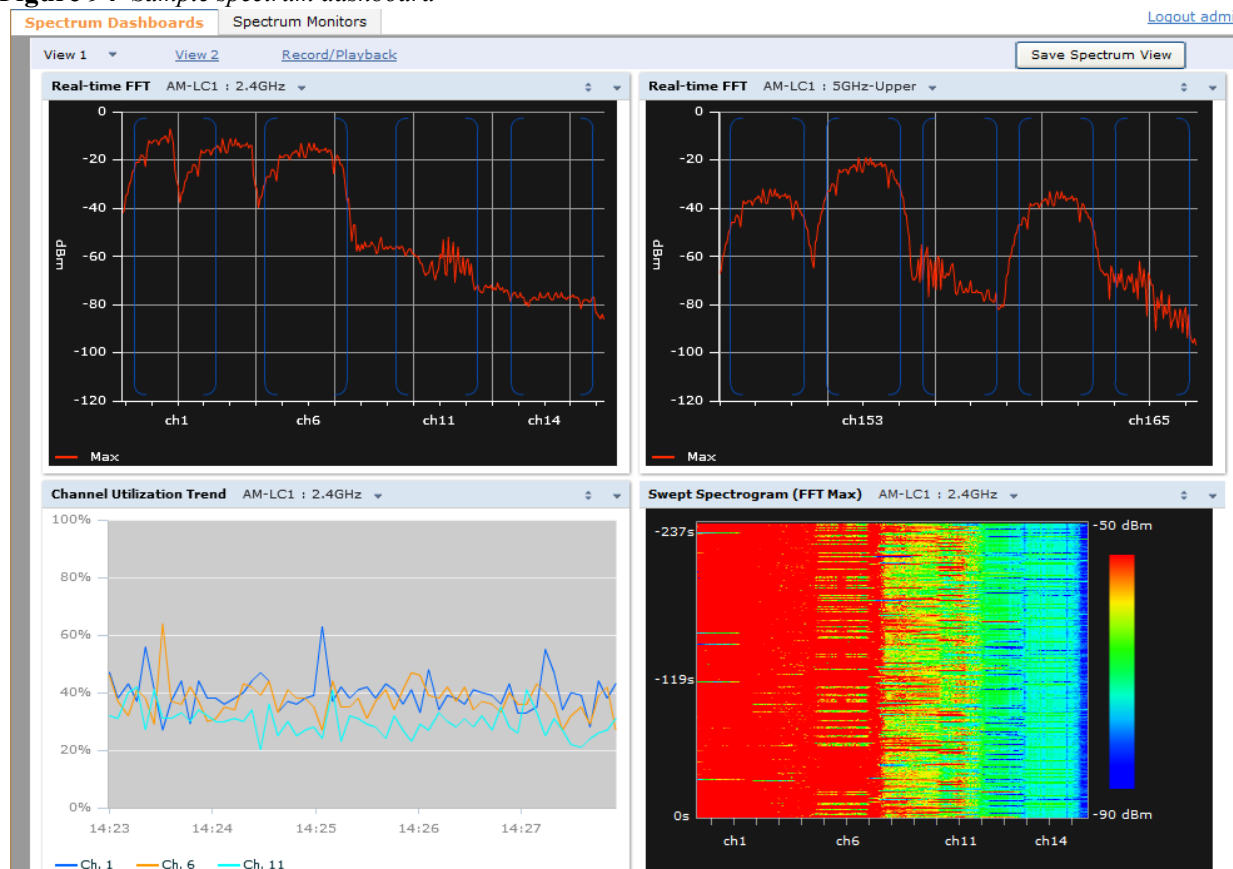 Figure 94 Sample spectrum dashboard
Spectrum Dashboards Spectrum Monitors Logout admi
View 1 View 2 Record/Playback Save Spectrum View
Real-time FFT AM-LC1 : 2.4GHz
0
-20
-40
-60
-80
-100
-120
dBm
ch1 ch6 ch11 ch14
Max
Real-time FFT AM-LC1 : 5GHz-Upper
0
-20
-40
-60
-80
-100
-120
dBm
ch153 ch165
Max
Channel Utilization Trend AM-LC1 : 2.4GHz
100%
80%
60%
40%
20%
0%
14:23 14:24 14:25 14:26 14:27
Ch. 1 Ch. 6 Ch. 11
Swept Spectrogram (FFT Max) AM-LC1 : 2.4GHz
-237s
-119s
0s
-50 dBm
-90 dBm
ch1 ch6 ch11 ch14